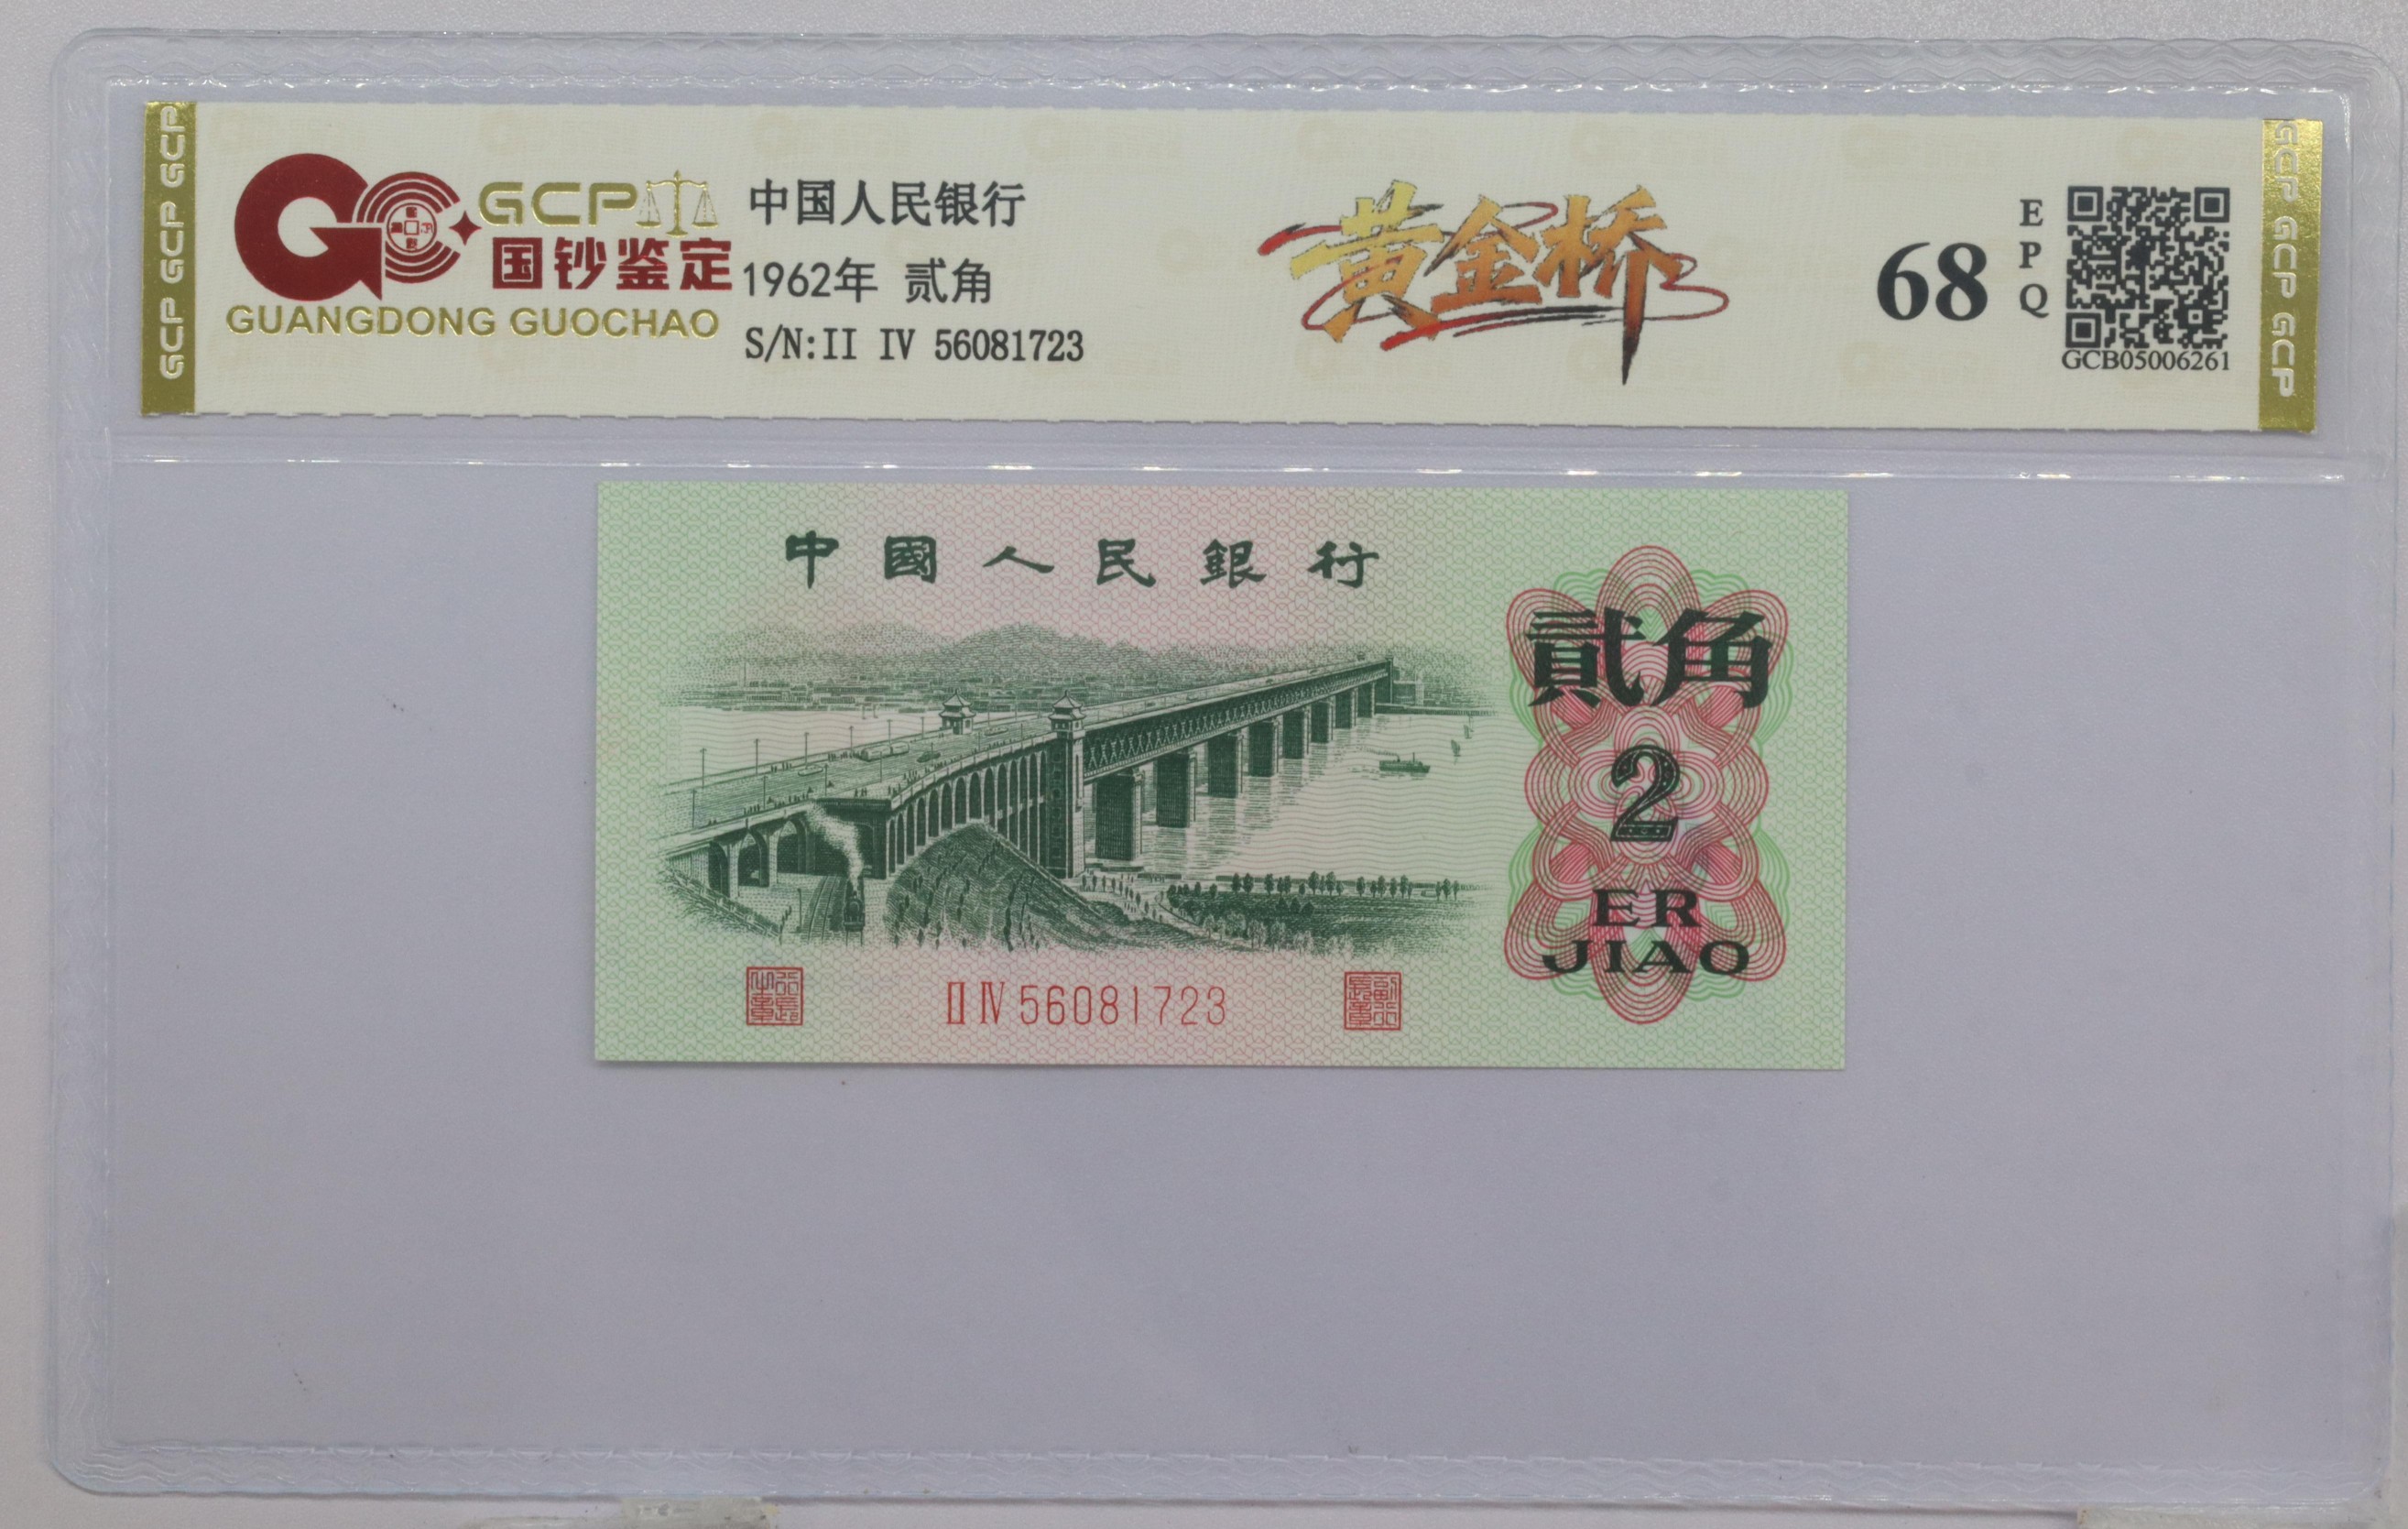 GCP GCP GCP
GCP
国钞鉴定
GUANGDONG GUOCHAO
中国人民银行
1962年 贰角
S/N:II IV 56081723
黄金桥
68
EPQ
GCB05006261
GCP GCP GCP
中國人民銀行
貳角
2
ER
JIAO
II IV 56081723